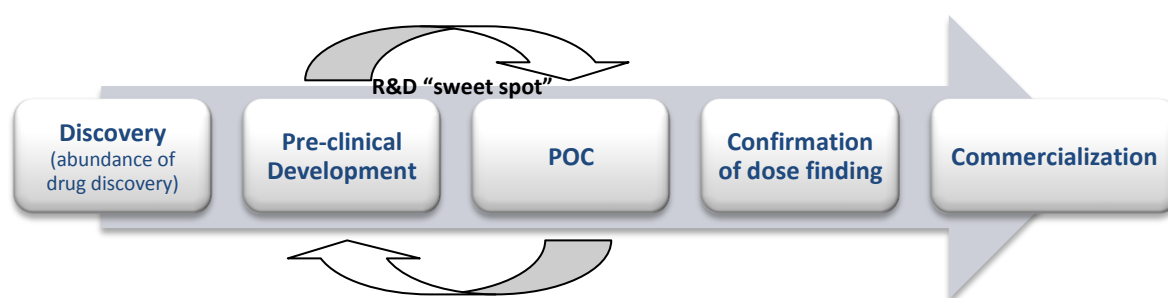 R&D “sweet spot”
Discovery
(abundance of
drug discovery)
Pre-clinical
Development
POC
Confirmation
of dose finding
Commercialization